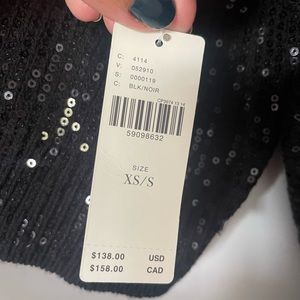 C: 4114
V: 052910
S: 0000119
C: BLK/NOIR
59098632
SIZE
XS/S
$138.00 USD
$158.00 CAD